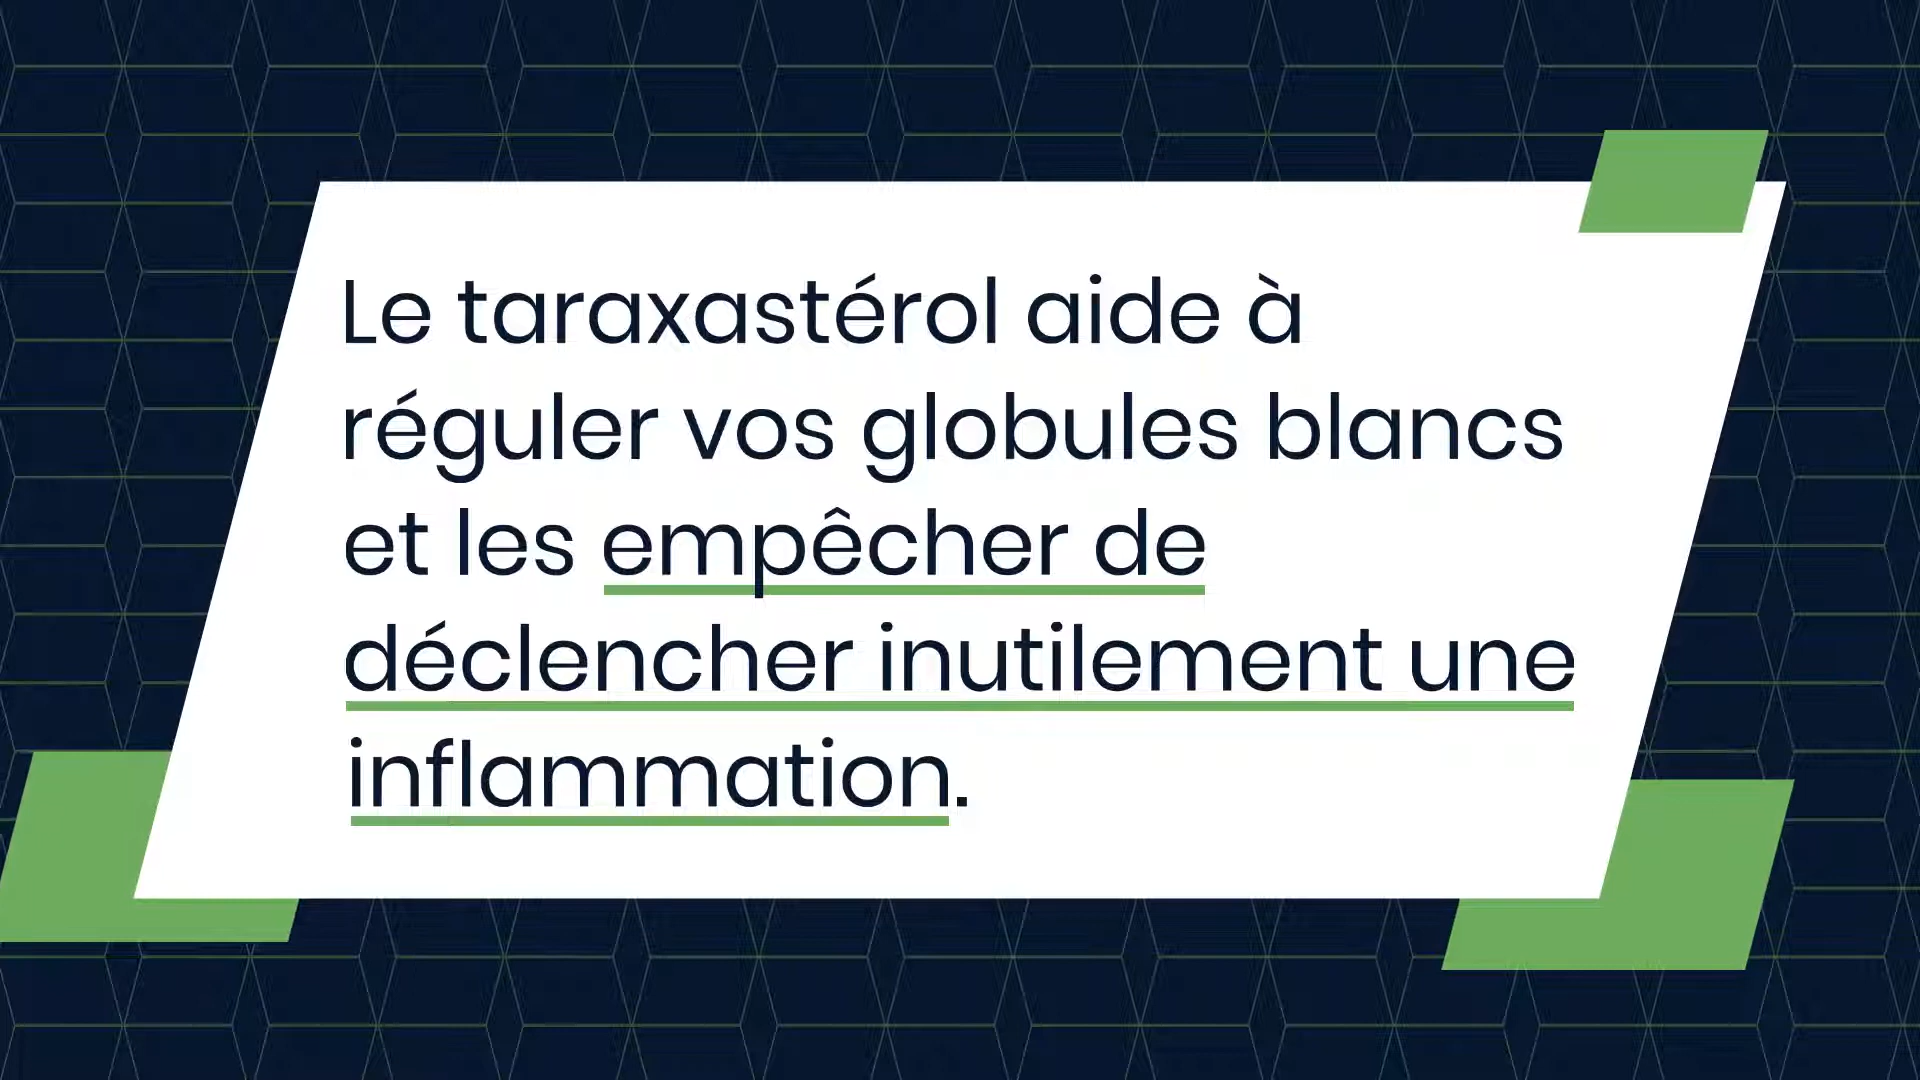 Le taraxastérol aide à
réguler vos globules blancs
et les empêcher de
déclencher inutilement une
inflammation.